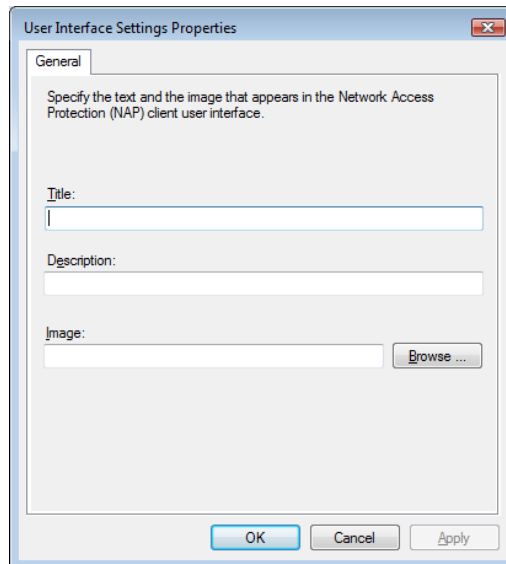 User Interface Settings Properties
General
Specify the text and the image that appears in the Network Access
Protection (NAP) client user interface.
Title:
Description:
Image:
Browse ...
OK Cancel Apply